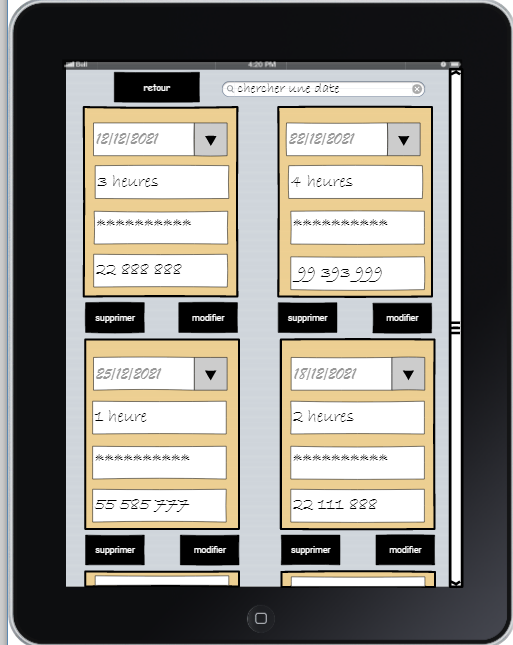 Bell 4:20 PM
retour
chercher une date
12/12/2021
3 heures
**********
22 888 888
supprimer
modifier
22/12/2021
4 heures
**********
99 393 999
supprimer
modifier
25/12/2021
1 heure
**********
55 585 777
supprimer
modifier
18/12/2021
2 heures
**********
22 111 888
supprimer
modifier